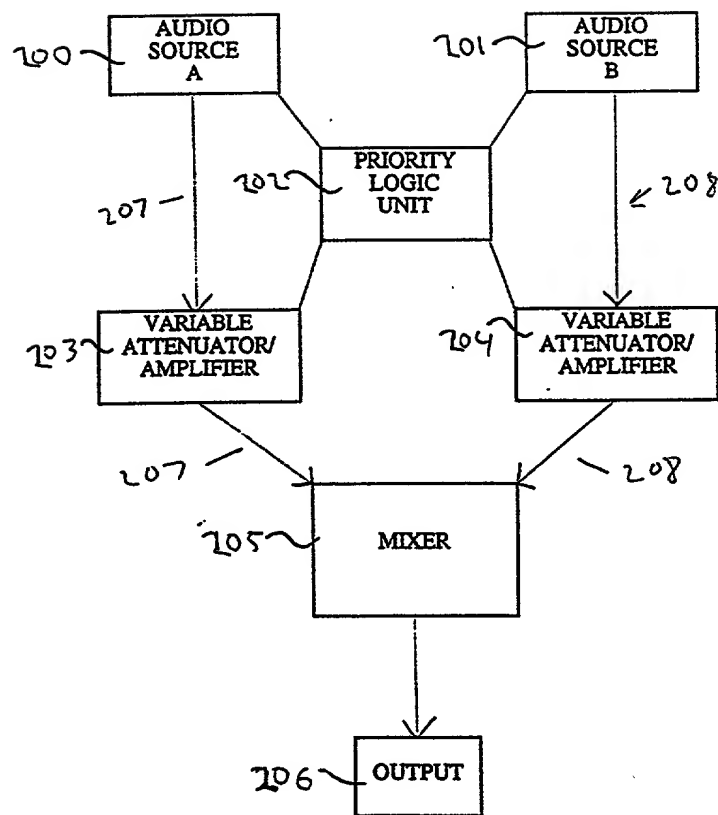 200
AUDIO
SOURCE
A
201
AUDIO
SOURCE
B
202
PRIORITY
LOGIC
UNIT
207
208
203
VARIABLE
ATTENUATOR/
AMPLIFIER
204
VARIABLE
ATTENUATOR/
AMPLIFIER
207
208
205
MIXER
206
OUTPUT